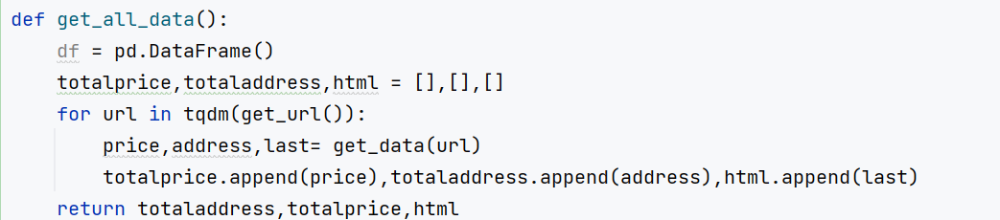 def get_all_data():
    df = pd.DataFrame()
    totalprice,totaladdress,html = [],[],[]
    for url in tqdm(get_url()):
        price,address,last= get_data(url)
        totalprice.append(price),totaladdress.append(address),html.append(last)
    return totaladdress,totalprice,html